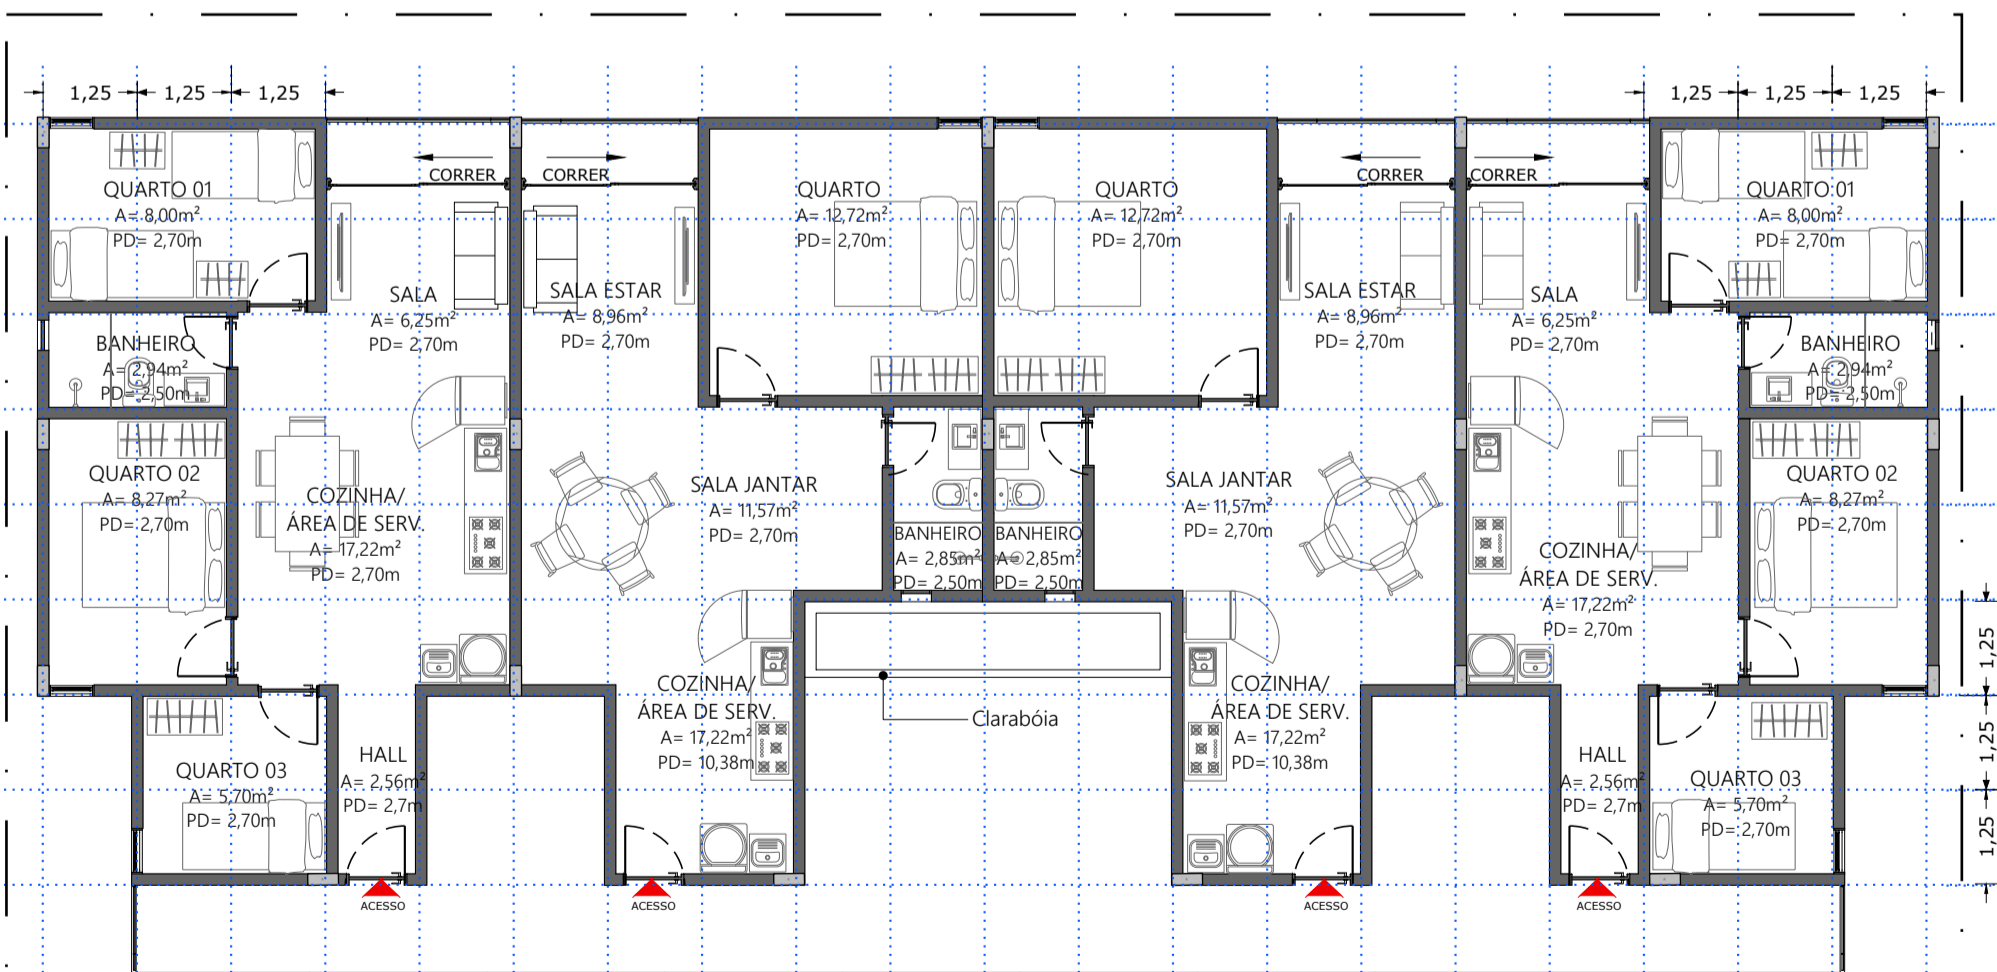 1,25 1,25 1,25
1,25 1,25 1,25
CORRER
CORRER
CORRER
CORRER
QUARTO 01
A= 8,00m²
PD= 2,70m
QUARTO
A= 12,72m²
PD= 2,70m
QUARTO
A= 12,72m²
PD= 2,70m
QUARTO 01
A= 8,00m²
PD= 2,70m
SALA
A= 6,25m²
PD= 2,70m
SALA ESTAR
A= 8,96m²
PD= 2,70m
SALA ESTAR
A= 8,96m²
PD= 2,70m
SALA
A= 6,25m²
PD= 2,70m
BANHEIRO
A= 2,94m²
PD= 2,50m
BANHEIRO
A= 2,94m²
PD= 2,50m
QUARTO 02
A= 8,27m²
PD= 2,70m
COZINHA/
ÁREA DE SERV.
A= 17,22m²
PD= 2,70m
SALA JANTAR
A= 11,57m²
PD= 2,70m
BANHEIRO
A= 2,85m²
PD= 2,50m
BANHEIRO
A= 2,85m²
PD= 2,50m
SALA JANTAR
A= 11,57m²
PD= 2,70m
COZINHA/
ÁREA DE SERV.
A= 17,22m²
PD= 2,70m
QUARTO 02
A= 8,27m²
PD= 2,70m
1,25
1,25
1,25
QUARTO 03
A= 5,70m²
PD= 2,70m
HALL
A= 2,56m²
PD= 2,7m
COZINHA/
ÁREA DE SERV.
A= 17,22m²
PD= 10,38m
Clarabóia
COZINHA/
ÁREA DE SERV.
A= 17,22m²
PD= 10,38m
HALL
A= 2,56m²
PD= 2,7m
QUARTO 03
A= 5,70m²
PD= 2,70m
ACESSO
ACESSO
ACESSO
ACESSO